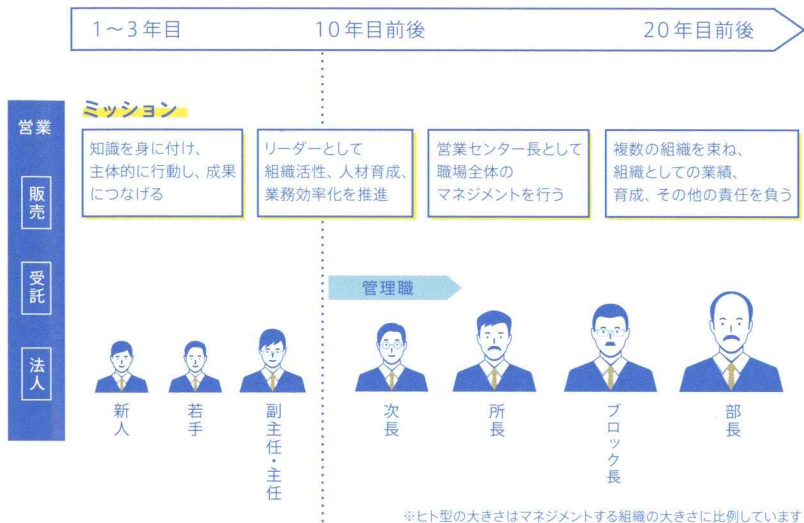 1～3年目
10年目前後
20年目前後
営業
販売
受託
法人
ミッション
知識を身に付け、
主体的に行動し、成果
につなげる
リーダーとして
組織活性、人材育成、
業務効率化を推進
営業センター長として
職場全体の
マネジメントを行う
複数の組織を束ね、
組織としての業績、
育成、その他の責任を負う
管理職
新人
若手
副主任・主任
次長
所長
ブロック長
部長
※ヒト型の大きさはマネジメントする組織の大きさに比例しています